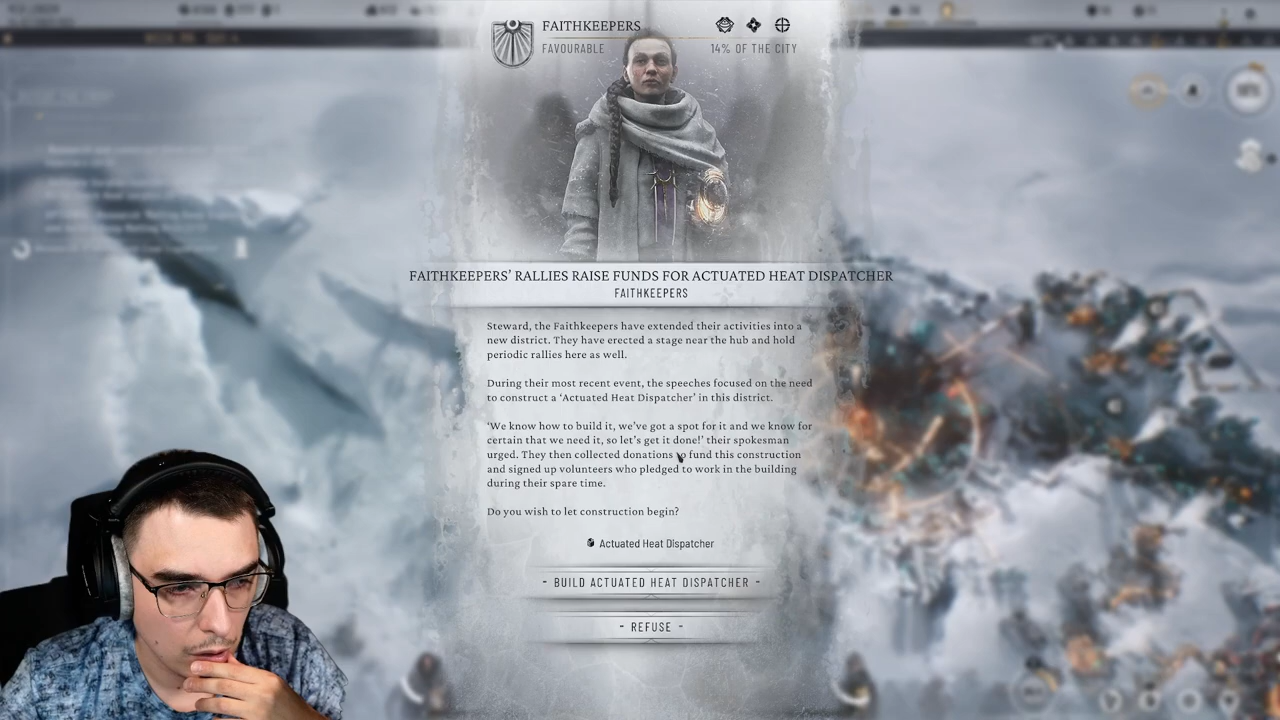 FAITHKEEPERS
FAVOURABLE
14% OF THE CITY
FAITHKEEPERS' RALLIES RAISE FUNDS FOR ACTUATED HEAT DISPATCHER
FAITHKEEPERS
Steward, the Faithkeepers have extended their activities into a
new district. They have erected a stage near the hub and hold
periodic rallies here as well.
During their most recent event, the speeches focused on the need
to construct a 'Actuated Heat Dispatcher' in this district.
'We know how to build it, we've got a spot for it and we know for
certain that we need it, so let's get it done!' their spokesman
urged. They then collected donations to fund this construction
and signed up volunteers who pledged to work in the building
during their spare time.
Do you wish to let construction begin?
Actuated Heat Dispatcher
- BUILD ACTUATED HEAT DISPATCHER -
- REFUSE -